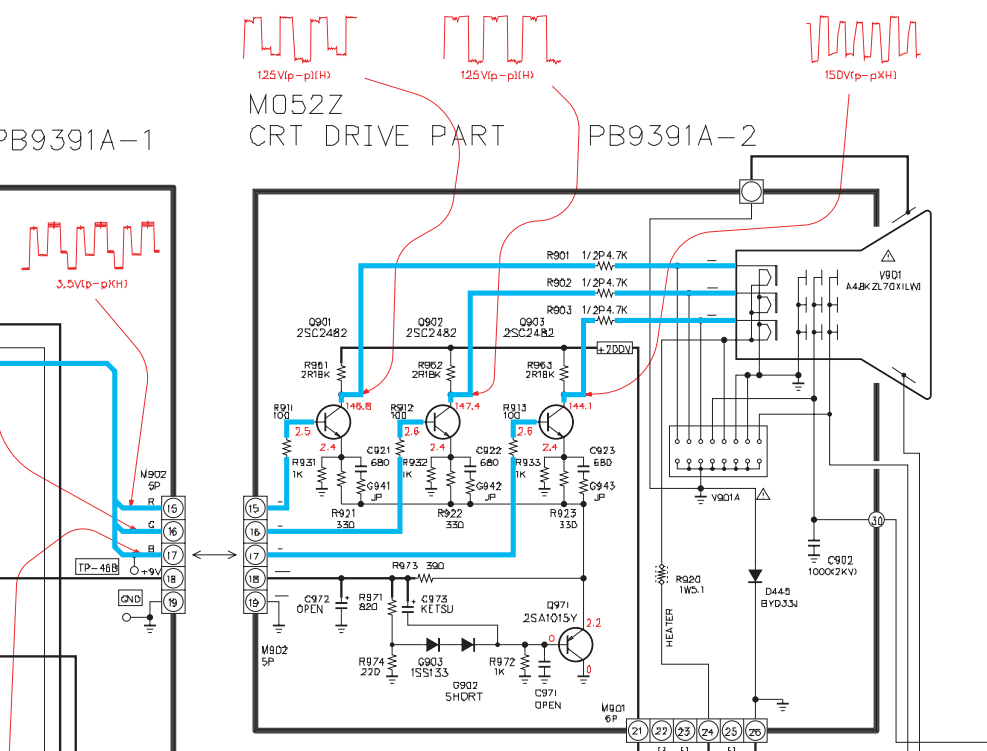 125V(p-p)(H)
125V(p-p)(H)
150V(p-p)(H)
M052Z
PB9391A-1
CRT DRIVE PART
PB9391A-2
3.5V(p-p)(H)
R901 1/2P4.7K
R902 1/2P4.7K
R903 1/2P4.7K
V901
A48KZL70X(LW)
Q901
2SC2482
Q902
2SC2482
Q903
2SC2482
+200V
R961
2R18K
R962
2R18K
R963
2R18K
146.8
147.4
144.1
R911
100
R912
100
R913
100
2.5
2.6
2.6
2.4
2.4
2.4
R931
1K
C921
680
R932
1K
C922
680
R933
1K
C923
680
G941
JP
G942
JP
G943
JP
R921
330
R922
330
R923
330
M902
5P
R
15
15
G
16
16
B
17
17
TP-46B
+9V
18
18
GND
19
19
M902
5P
R973 390
C972
OPEN
R971
820
C973
KETSU
Q971
2SA1015Y
2.2
0
0
R974
220
G903
1SS133
R972
1K
C971
OPEN
G902
SHORT
V901A
30
C902
1000(2KV)
R920
1W5.1
D445
BYD33J
HEATER
M901
6P
21
22
23
24
25
26